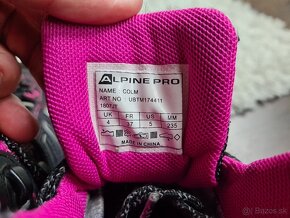 ALPINE PRO
NAME : COLM
ART NO : UBTM174411
UK FR US MM
4 37 5 235
MADE IN CHINA
Bazos.sk